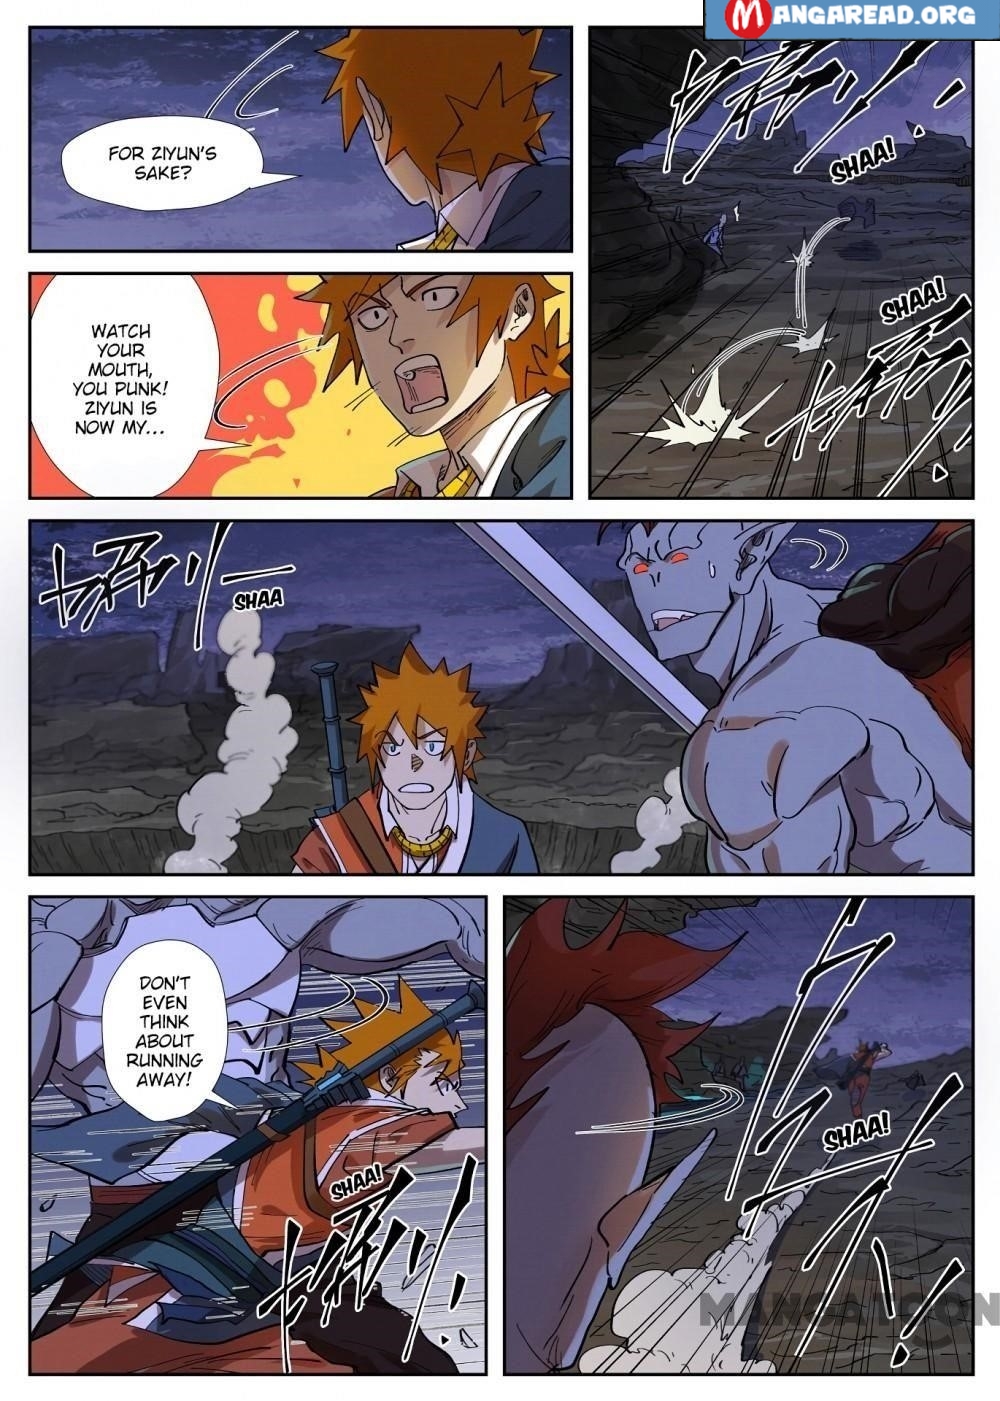 MANGAREAD.ORG
FOR ZIYUN'S
SAKE?
SHAA!
SHAA!
WATCH
YOUR
MOUTH,
YOU PUNK!
ZIYUN IS
NOW MY...
SHAA
DON'T
EVEN
THINK
ABOUT
RUNNING
AWAY!
SHAA!
SHAA!
MANGATOON